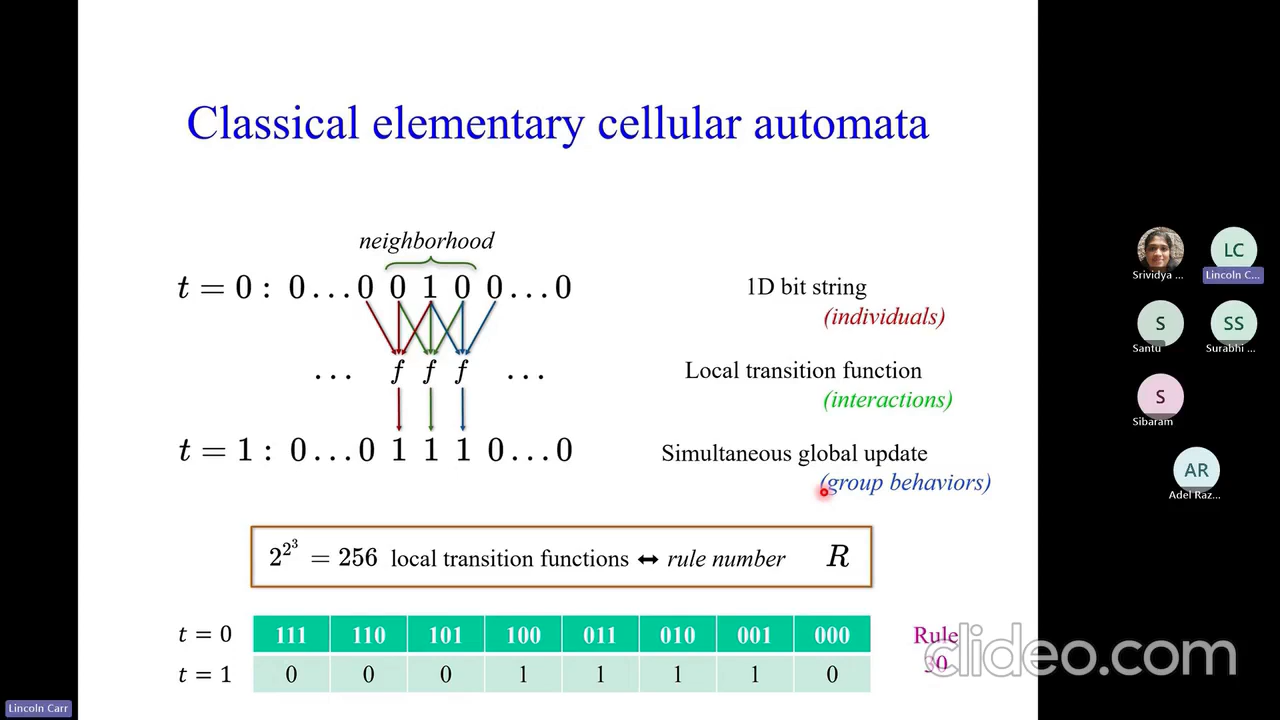 Classical elementary cellular automata
neighborhood
t = 0 : 0 . . . 0 0 1 0 0 . . . 0
1D bit string
(individuals)
. . . f f f . . .
Local transition function
(interactions)
t = 1 : 0 . . . 0 1 1 1 0 . . . 0
Simultaneous global update
(group behaviors)
2^{2^3} = 256 local transition functions ↔ rule number R
t = 0 111 110 101 100 011 010 001 000
t = 1 0 0 0 1 1 1 1 0
Rule
30
clideo.com
Srividya ...
LC
Lincoln C...
S
Santu
SS
Surabhi ...
S
Sibaram
AR
Adel Raz...
Lincoln Carr